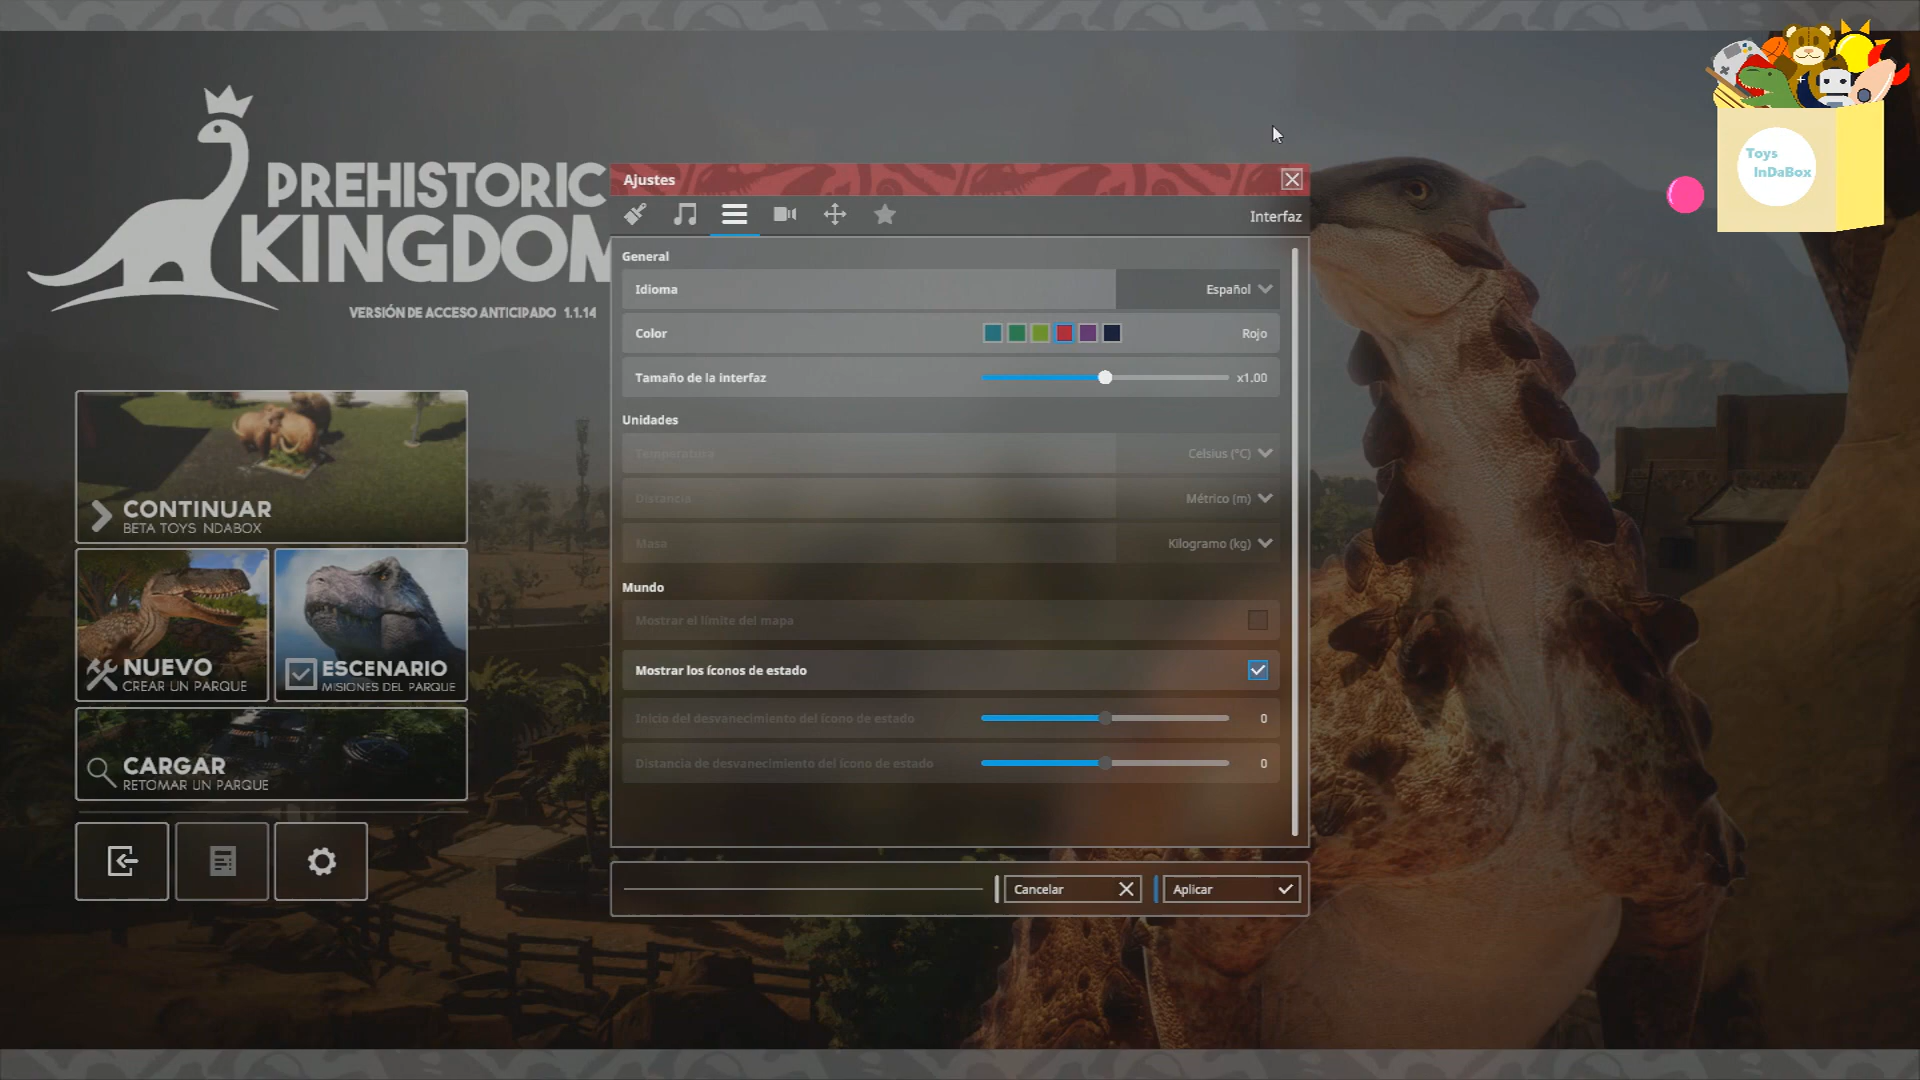 PREHISTORIC
KINGDOM
VERSIÓN DE ACCESO ANTICIPADO 1.1.14
CONTINUAR
BETA TOYS NDABOX
NUEVO
CREAR UN PARQUE
ESCENARIO
MISIONES DEL PARQUE
CARGAR
RETOMAR UN PARQUE
Ajustes
Interfaz
General
Idioma Español
Color Rojo
Tamaño de la interfaz x1.00
Unidades
Temperatura Celsius (°C)
Distancia Métrico (m)
Masa Kilogramo (kg)
Mundo
Mostrar el límite del mapa
Mostrar los íconos de estado
Inicio del desvanecimiento del ícono de estado 0
Distancia de desvanecimiento del ícono de estado 0
Cancelar Aplicar
Toys
InDaBox